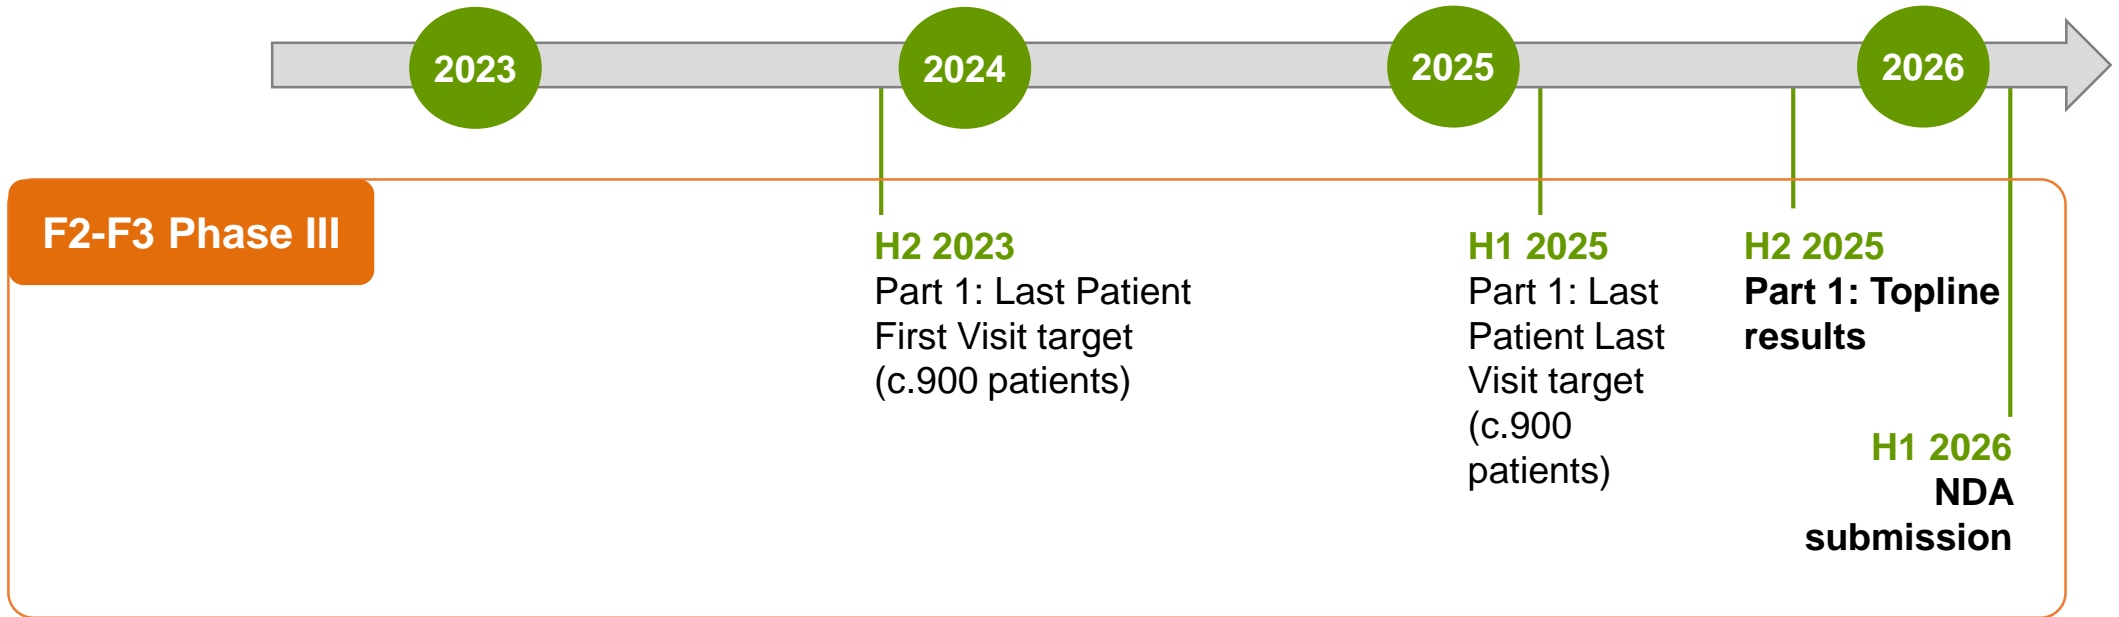 2023
2024
2025
2026
F2-F3 Phase III
H2 2023
Part 1: Last Patient
First Visit target
(c.900 patients)
H1 2025
Part 1: Last
Patient Last
Visit target
(c.900
patients)
H2 2025
Part 1: Topline
results
H1 2026
NDA
submission